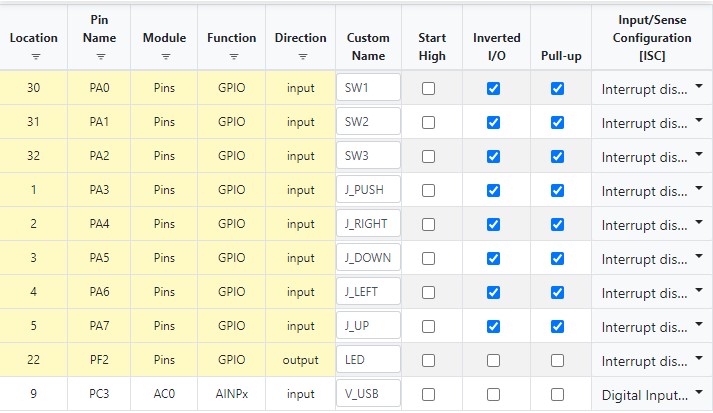 Location Pin Name Module Function Direction Custom Name Start High Inverted I/O Pull-up Input/Sense Configuration [ISC]
30 PA0 Pins GPIO input SW1 Interrupt dis...
31 PA1 Pins GPIO input SW2 Interrupt dis...
32 PA2 Pins GPIO input SW3 Interrupt dis...
1 PA3 Pins GPIO input J_PUSH Interrupt dis...
2 PA4 Pins GPIO input J_RIGHT Interrupt dis...
3 PA5 Pins GPIO input J_DOWN Interrupt dis...
4 PA6 Pins GPIO input J_LEFT Interrupt dis...
5 PA7 Pins GPIO input J_UP Interrupt dis...
22 PF2 Pins GPIO output LED Interrupt dis...
9 PC3 AC0 AINPx input V_USB Digital Input...